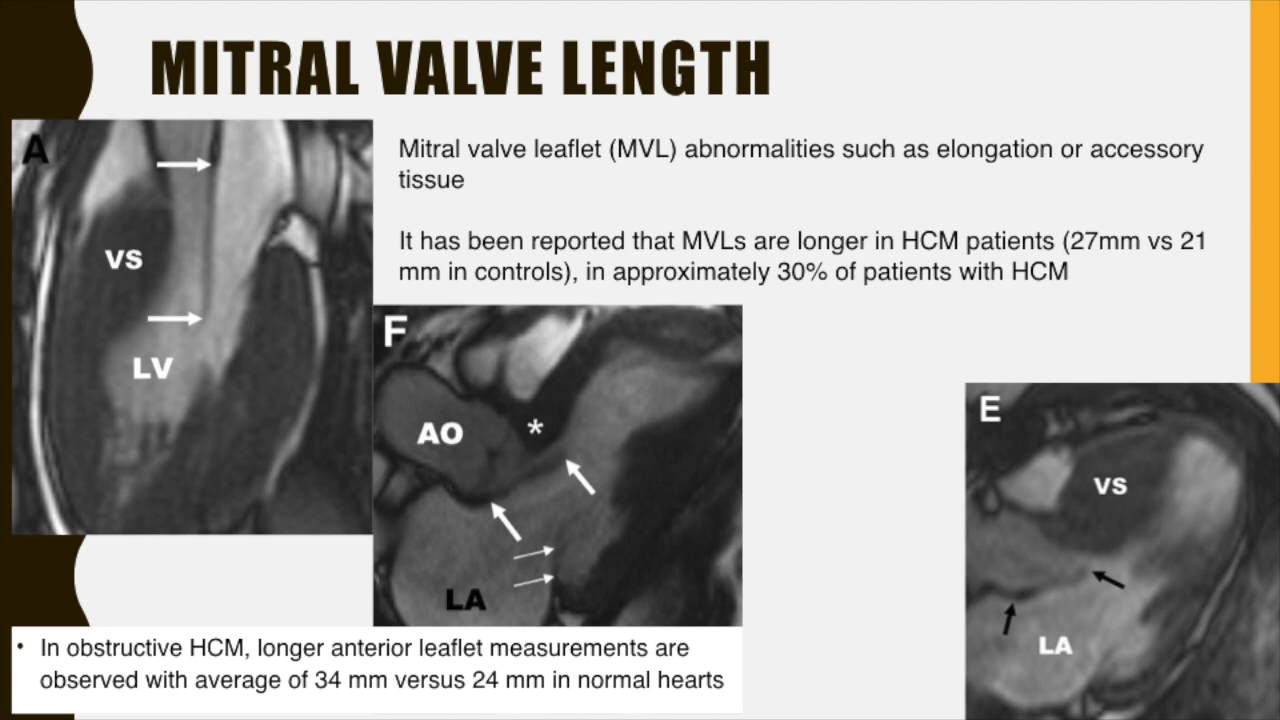 MITRAL VALVE LENGTH
A
VS
LV
Mitral valve leaflet (MVL) abnormalities such as elongation or accessory
tissue
It has been reported that MVLs are longer in HCM patients (27mm vs 21
mm in controls), in approximately 30% of patients with HCM
F
AO
*
LA
E
VS
LA
• In obstructive HCM, longer anterior leaflet measurements are
observed with average of 34 mm versus 24 mm in normal hearts